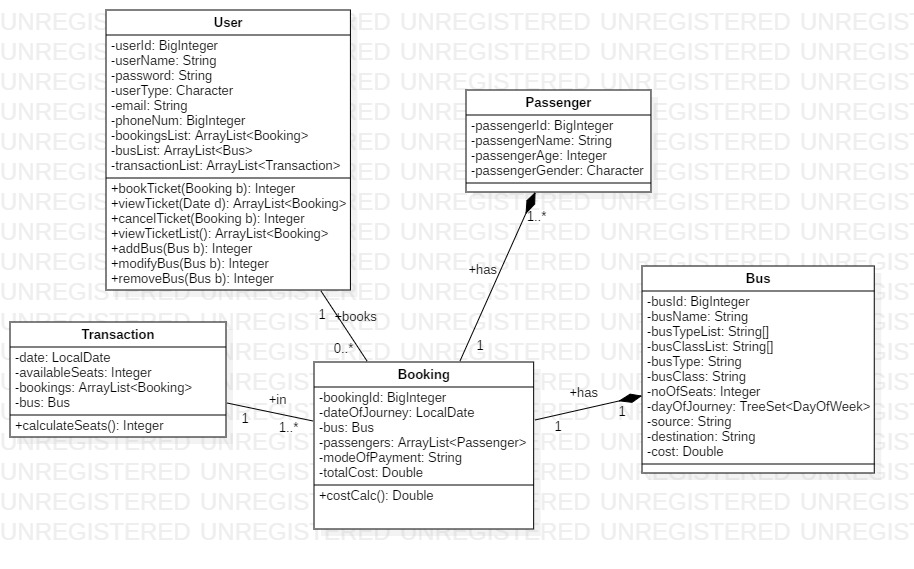 User
-userId: BigInteger
-userName: String
-password: String
-userType: Character
-email: String
-phoneNum: BigInteger
-bookingsList: ArrayList<Booking>
-busList: ArrayList<Bus>
-transactionList: ArrayList<Transaction>
+bookTicket(Booking b): Integer
+viewTicket(Date d): ArrayList<Booking>
+cancelTicket(Booking b): Integer
+viewTicketList(): ArrayList<Booking>
+addBus(Bus b): Integer
+modifyBus(Bus b): Integer
+removeBus(Bus b): Integer
Passenger
-passengerId: BigInteger
-passengerName: String
-passengerAge: Integer
-passengerGender: Character
1..*
+has
1
1
+books
0..*
Transaction
-date: LocalDate
-availableSeats: Integer
-bookings: ArrayList<Booking>
-bus: Bus
+calculateSeats(): Integer
+in
1
1..*
Booking
-bookingId: BigInteger
-dateOfJourney: LocalDate
-bus: Bus
-passengers: ArrayList<Passenger>
-modeOfPayment: String
-totalCost: Double
+costCalc(): Double
+has
1
1
Bus
-busId: BigInteger
-busName: String
-busTypeList: String[]
-busClassList: String[]
-busType: String
-busClass: String
-noOfSeats: Integer
-dayOfJourney: TreeSet<DayOfWeek>
-source: String
-destination: String
-cost: Double
UNREGISTERED